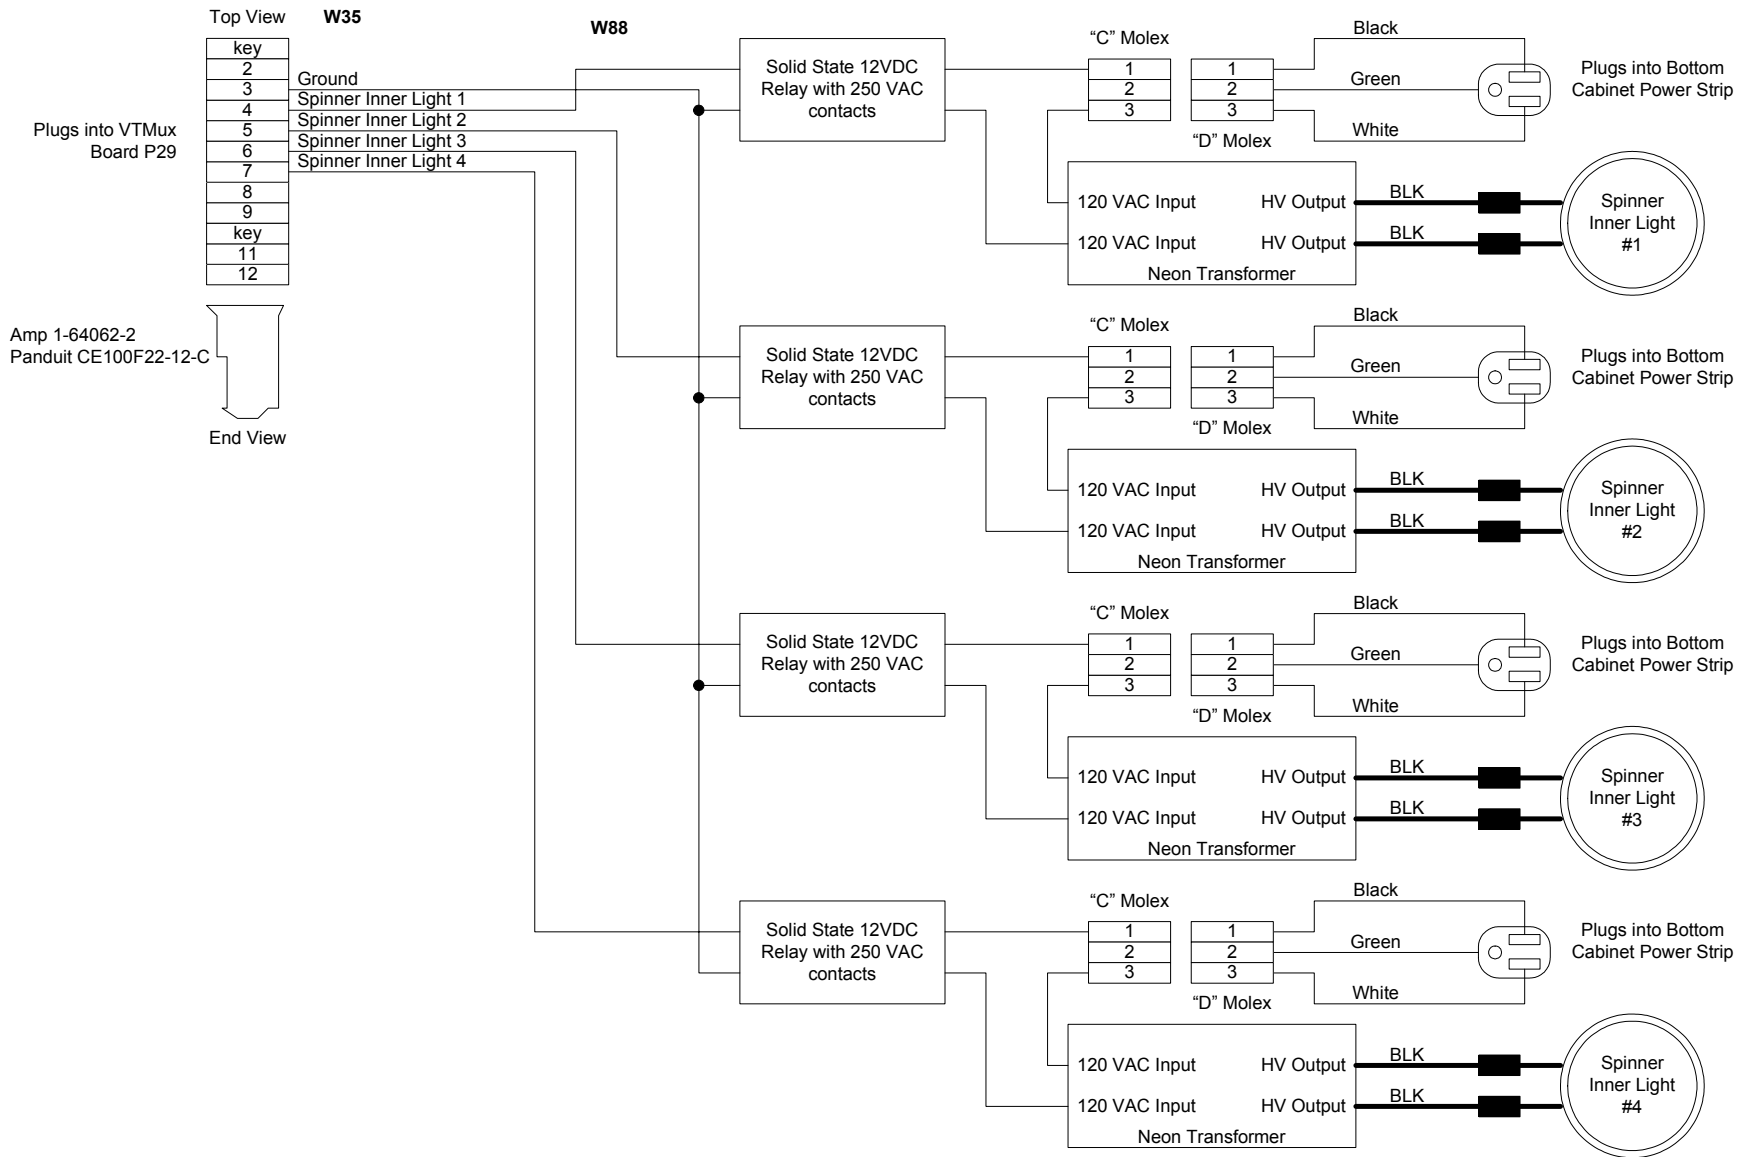 Top View
W35
W88
key
2
3
4
5
6
7
8
9
key
11
12
Ground
Spinner Inner Light 1
Spinner Inner Light 2
Spinner Inner Light 3
Spinner Inner Light 4
Plugs into VTMux
Board P29
Amp 1-64062-2
Panduit CE100F22-12-C
End View
Solid State 12VDC
Relay with 250 VAC
contacts
“C” Molex
1
2
3
1
2
3
“D” Molex
Black
Green
White
Plugs into Bottom
Cabinet Power Strip
120 VAC Input
HV Output
120 VAC Input
HV Output
Neon Transformer
BLK
BLK
Spinner
Inner Light
#1
Solid State 12VDC
Relay with 250 VAC
contacts
“C” Molex
1
2
3
1
2
3
“D” Molex
Black
Green
White
Plugs into Bottom
Cabinet Power Strip
120 VAC Input
HV Output
120 VAC Input
HV Output
Neon Transformer
BLK
BLK
Spinner
Inner Light
#2
Solid State 12VDC
Relay with 250 VAC
contacts
“C” Molex
1
2
3
1
2
3
“D” Molex
Black
Green
White
Plugs into Bottom
Cabinet Power Strip
120 VAC Input
HV Output
120 VAC Input
HV Output
Neon Transformer
BLK
BLK
Spinner
Inner Light
#3
Solid State 12VDC
Relay with 250 VAC
contacts
“C” Molex
1
2
3
1
2
3
“D” Molex
Black
Green
White
Plugs into Bottom
Cabinet Power Strip
120 VAC Input
HV Output
120 VAC Input
HV Output
Neon Transformer
BLK
BLK
Spinner
Inner Light
#4